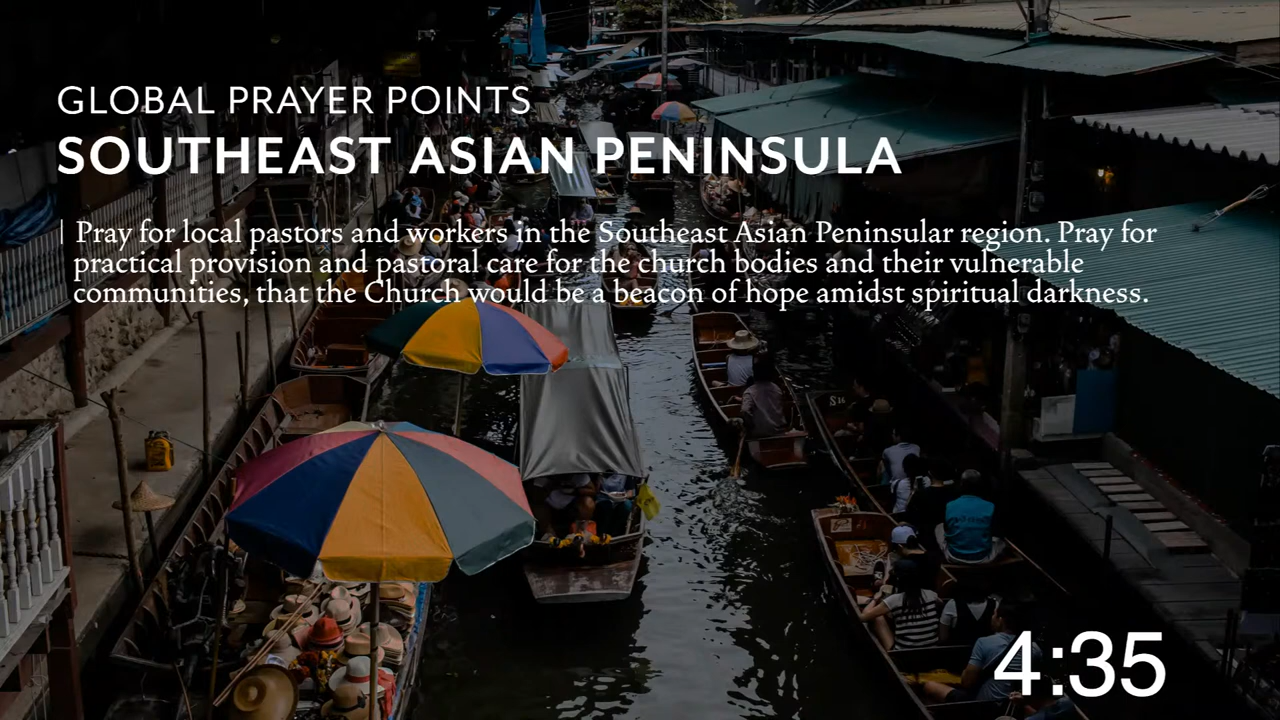 GLOBAL PRAYER POINTS
SOUTHEAST ASIAN PENINSULA
| Pray for local pastors and workers in the Southeast Asian Peninsular region. Pray for
practical provision and pastoral care for the church bodies and their vulnerable
communities, that the Church would be a beacon of hope amidst spiritual darkness.
S14
4:35